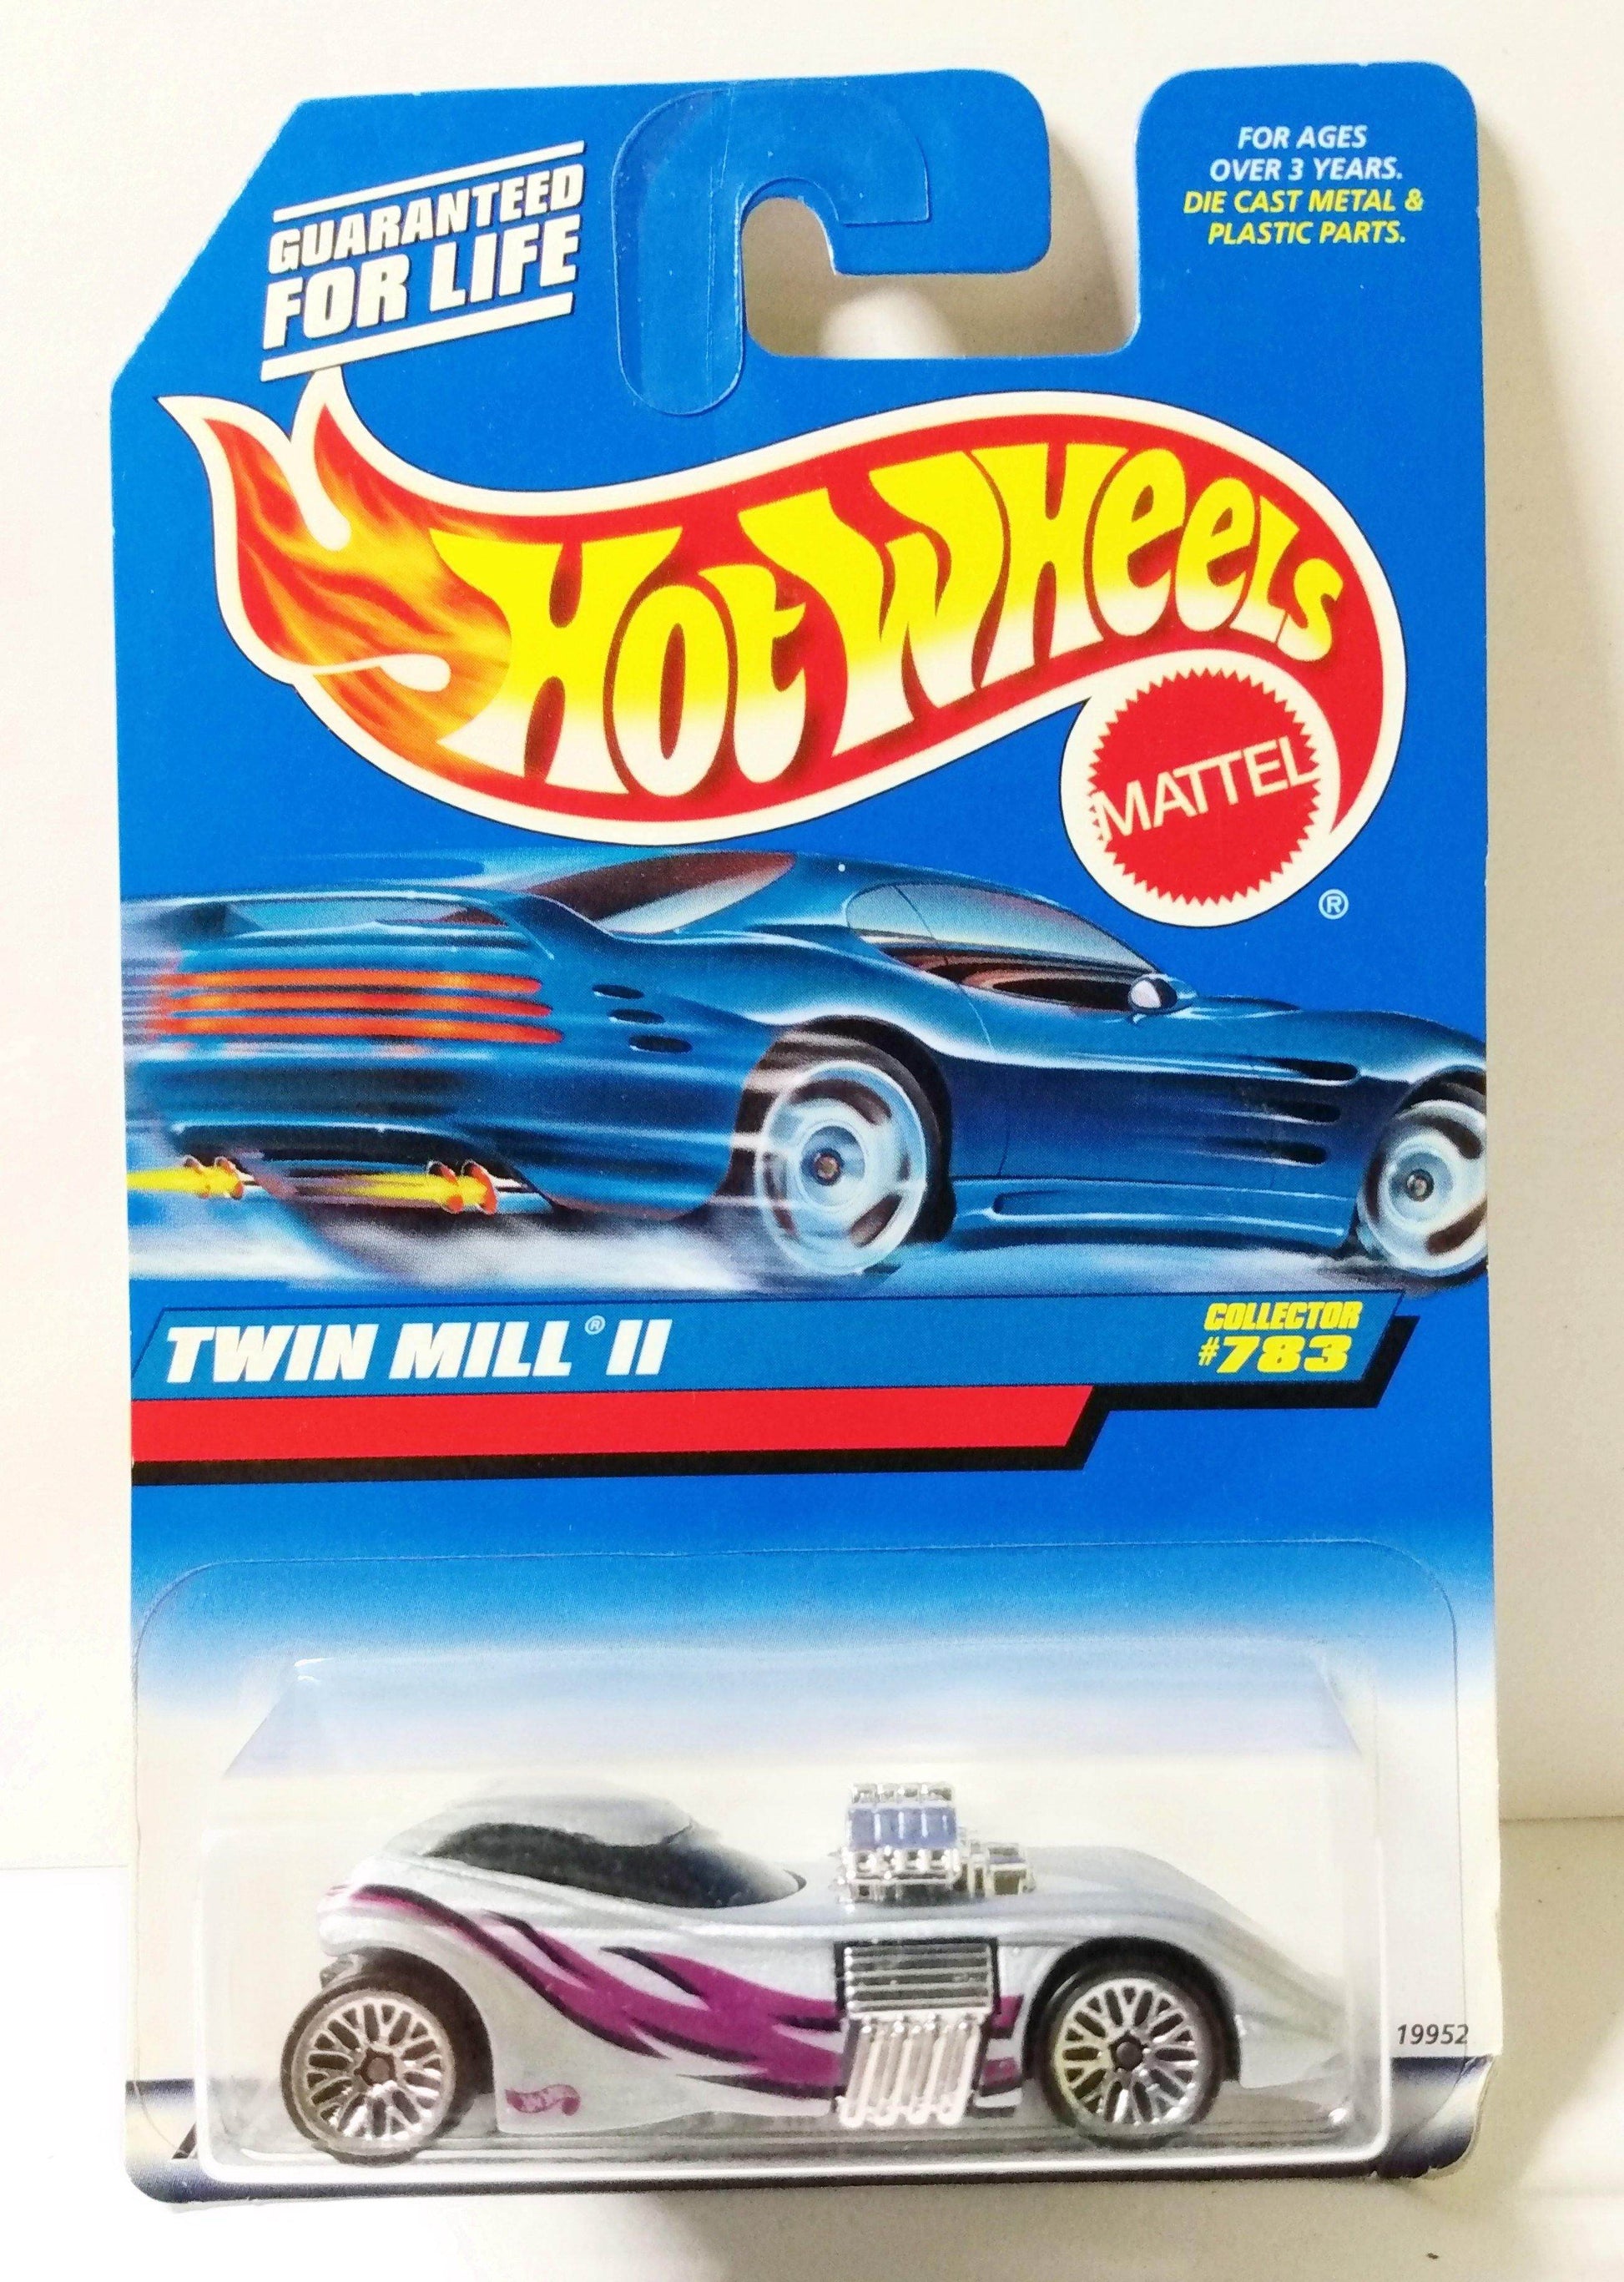 GUARANTEED
FOR LIFE
FOR AGES
OVER 3 YEARS.
DIE CAST METAL &
PLASTIC PARTS.
HOT WHEELS
MATTEL
®
TWIN MILL® II
COLLECTOR
#783
19952